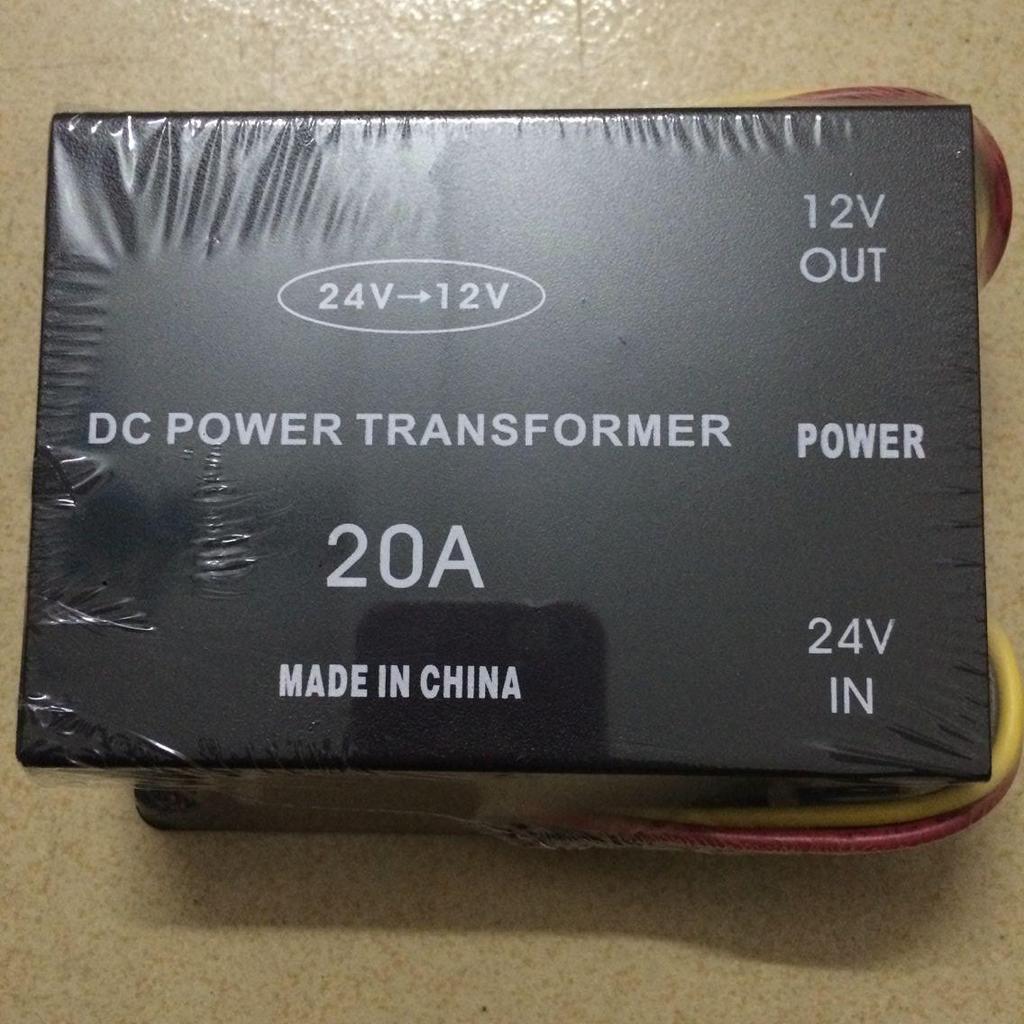 12V
OUT
24V→12V
DC POWER TRANSFORMER
POWER
20A
24V
IN
MADE IN CHINA